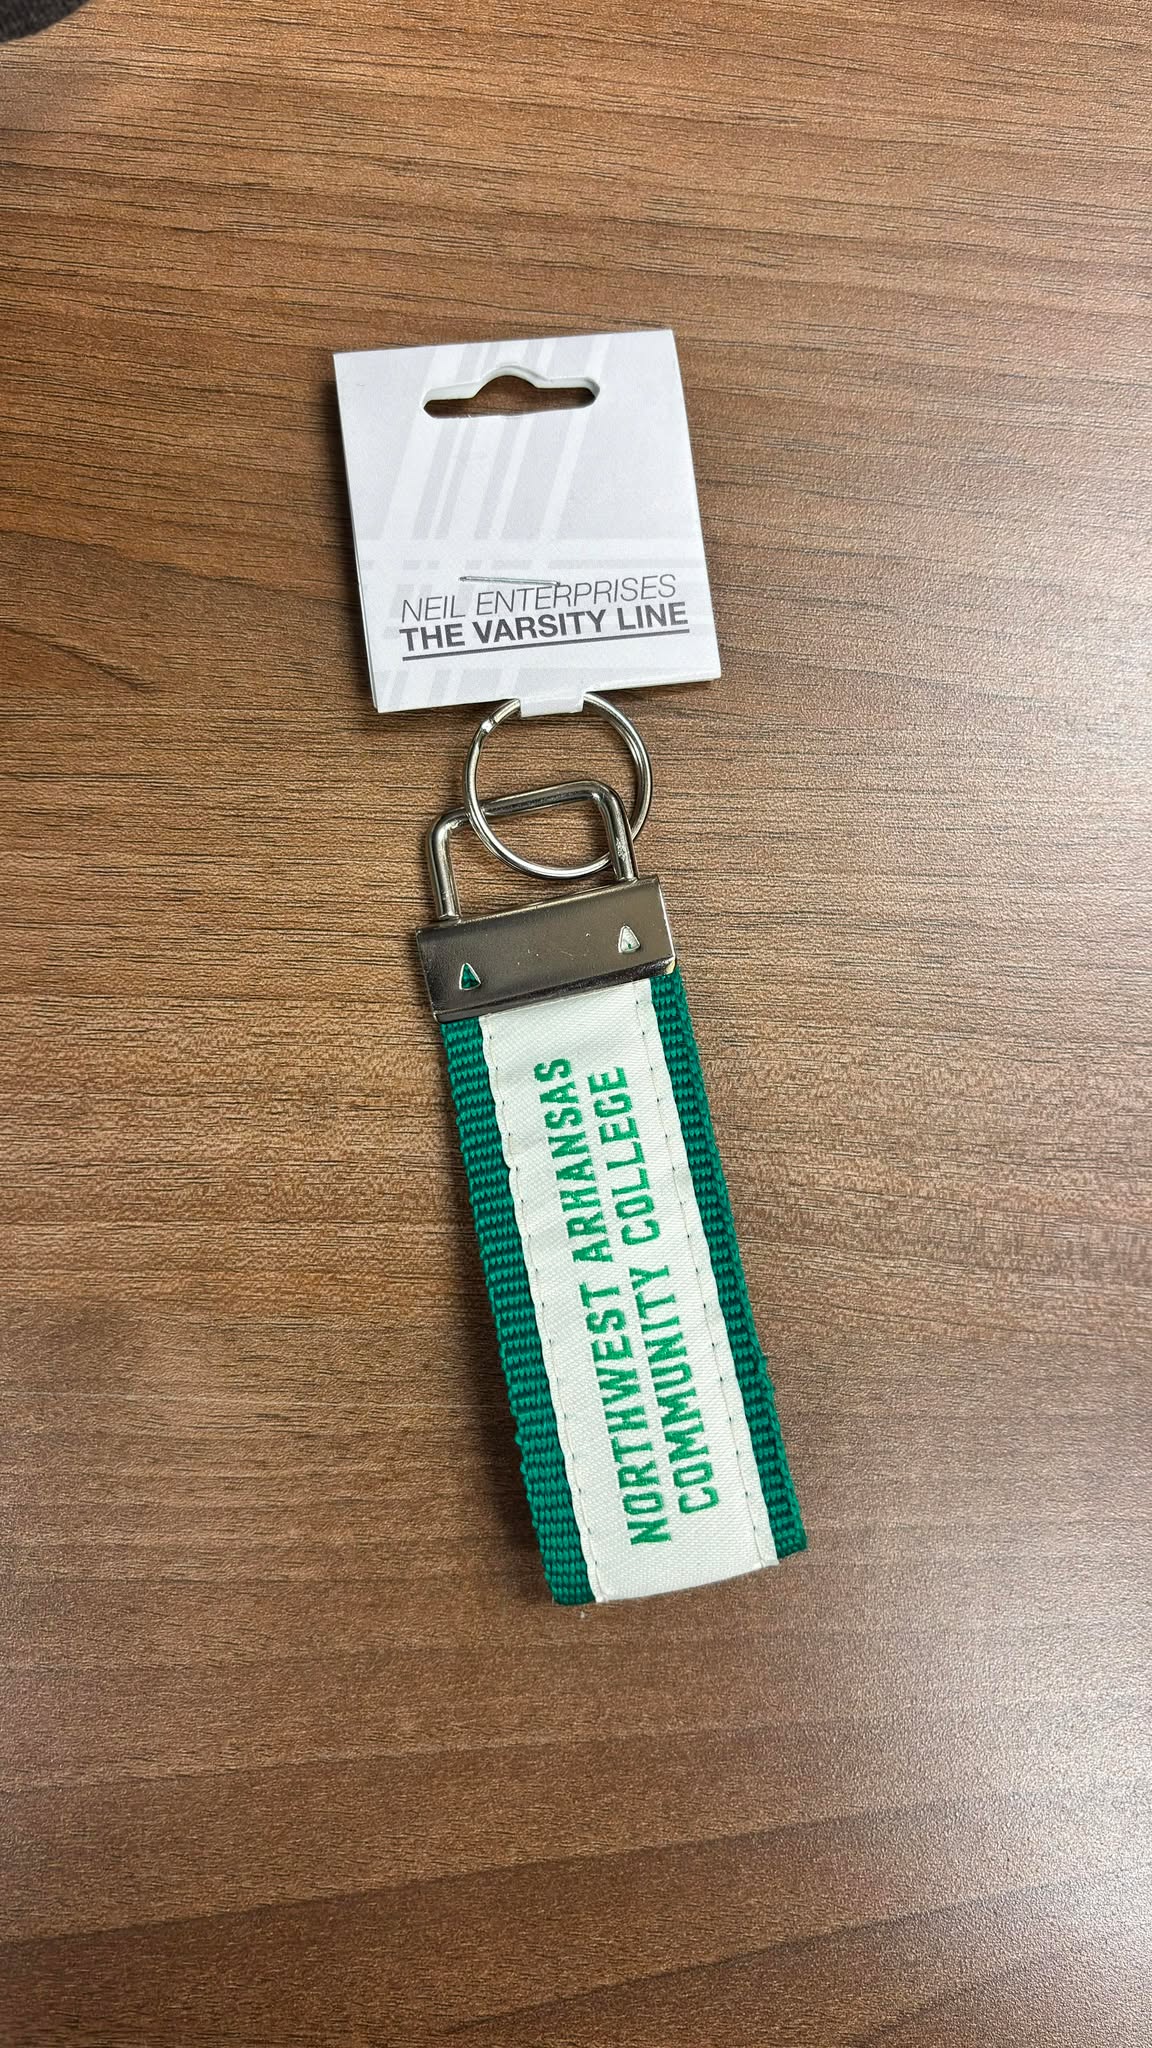 NEIL ENTERPRISES
THE VARSITY LINE
NORTHWEST ARKANSAS
COMMUNITY COLLEGE